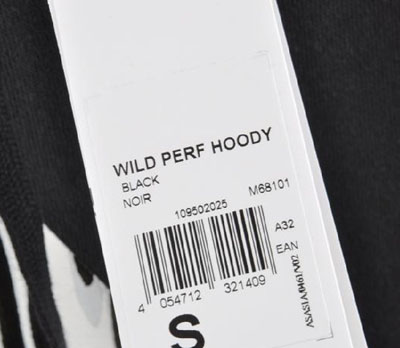 WILD PERF HOODY
BLACK
NOIR M68101
109502025
A32
EAN
4 054712 321409
S